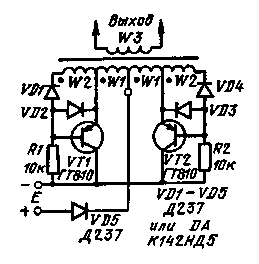 Выход
W3
VD1 W2 W1 W1 W2 VD4
VD2 VD3
R1
10к
VT1
ГТ810
VT2
ГТ810
R2
10к
−
E
+
VD5
Д237
VD1-VD5
Д237
или DA
К142НД5